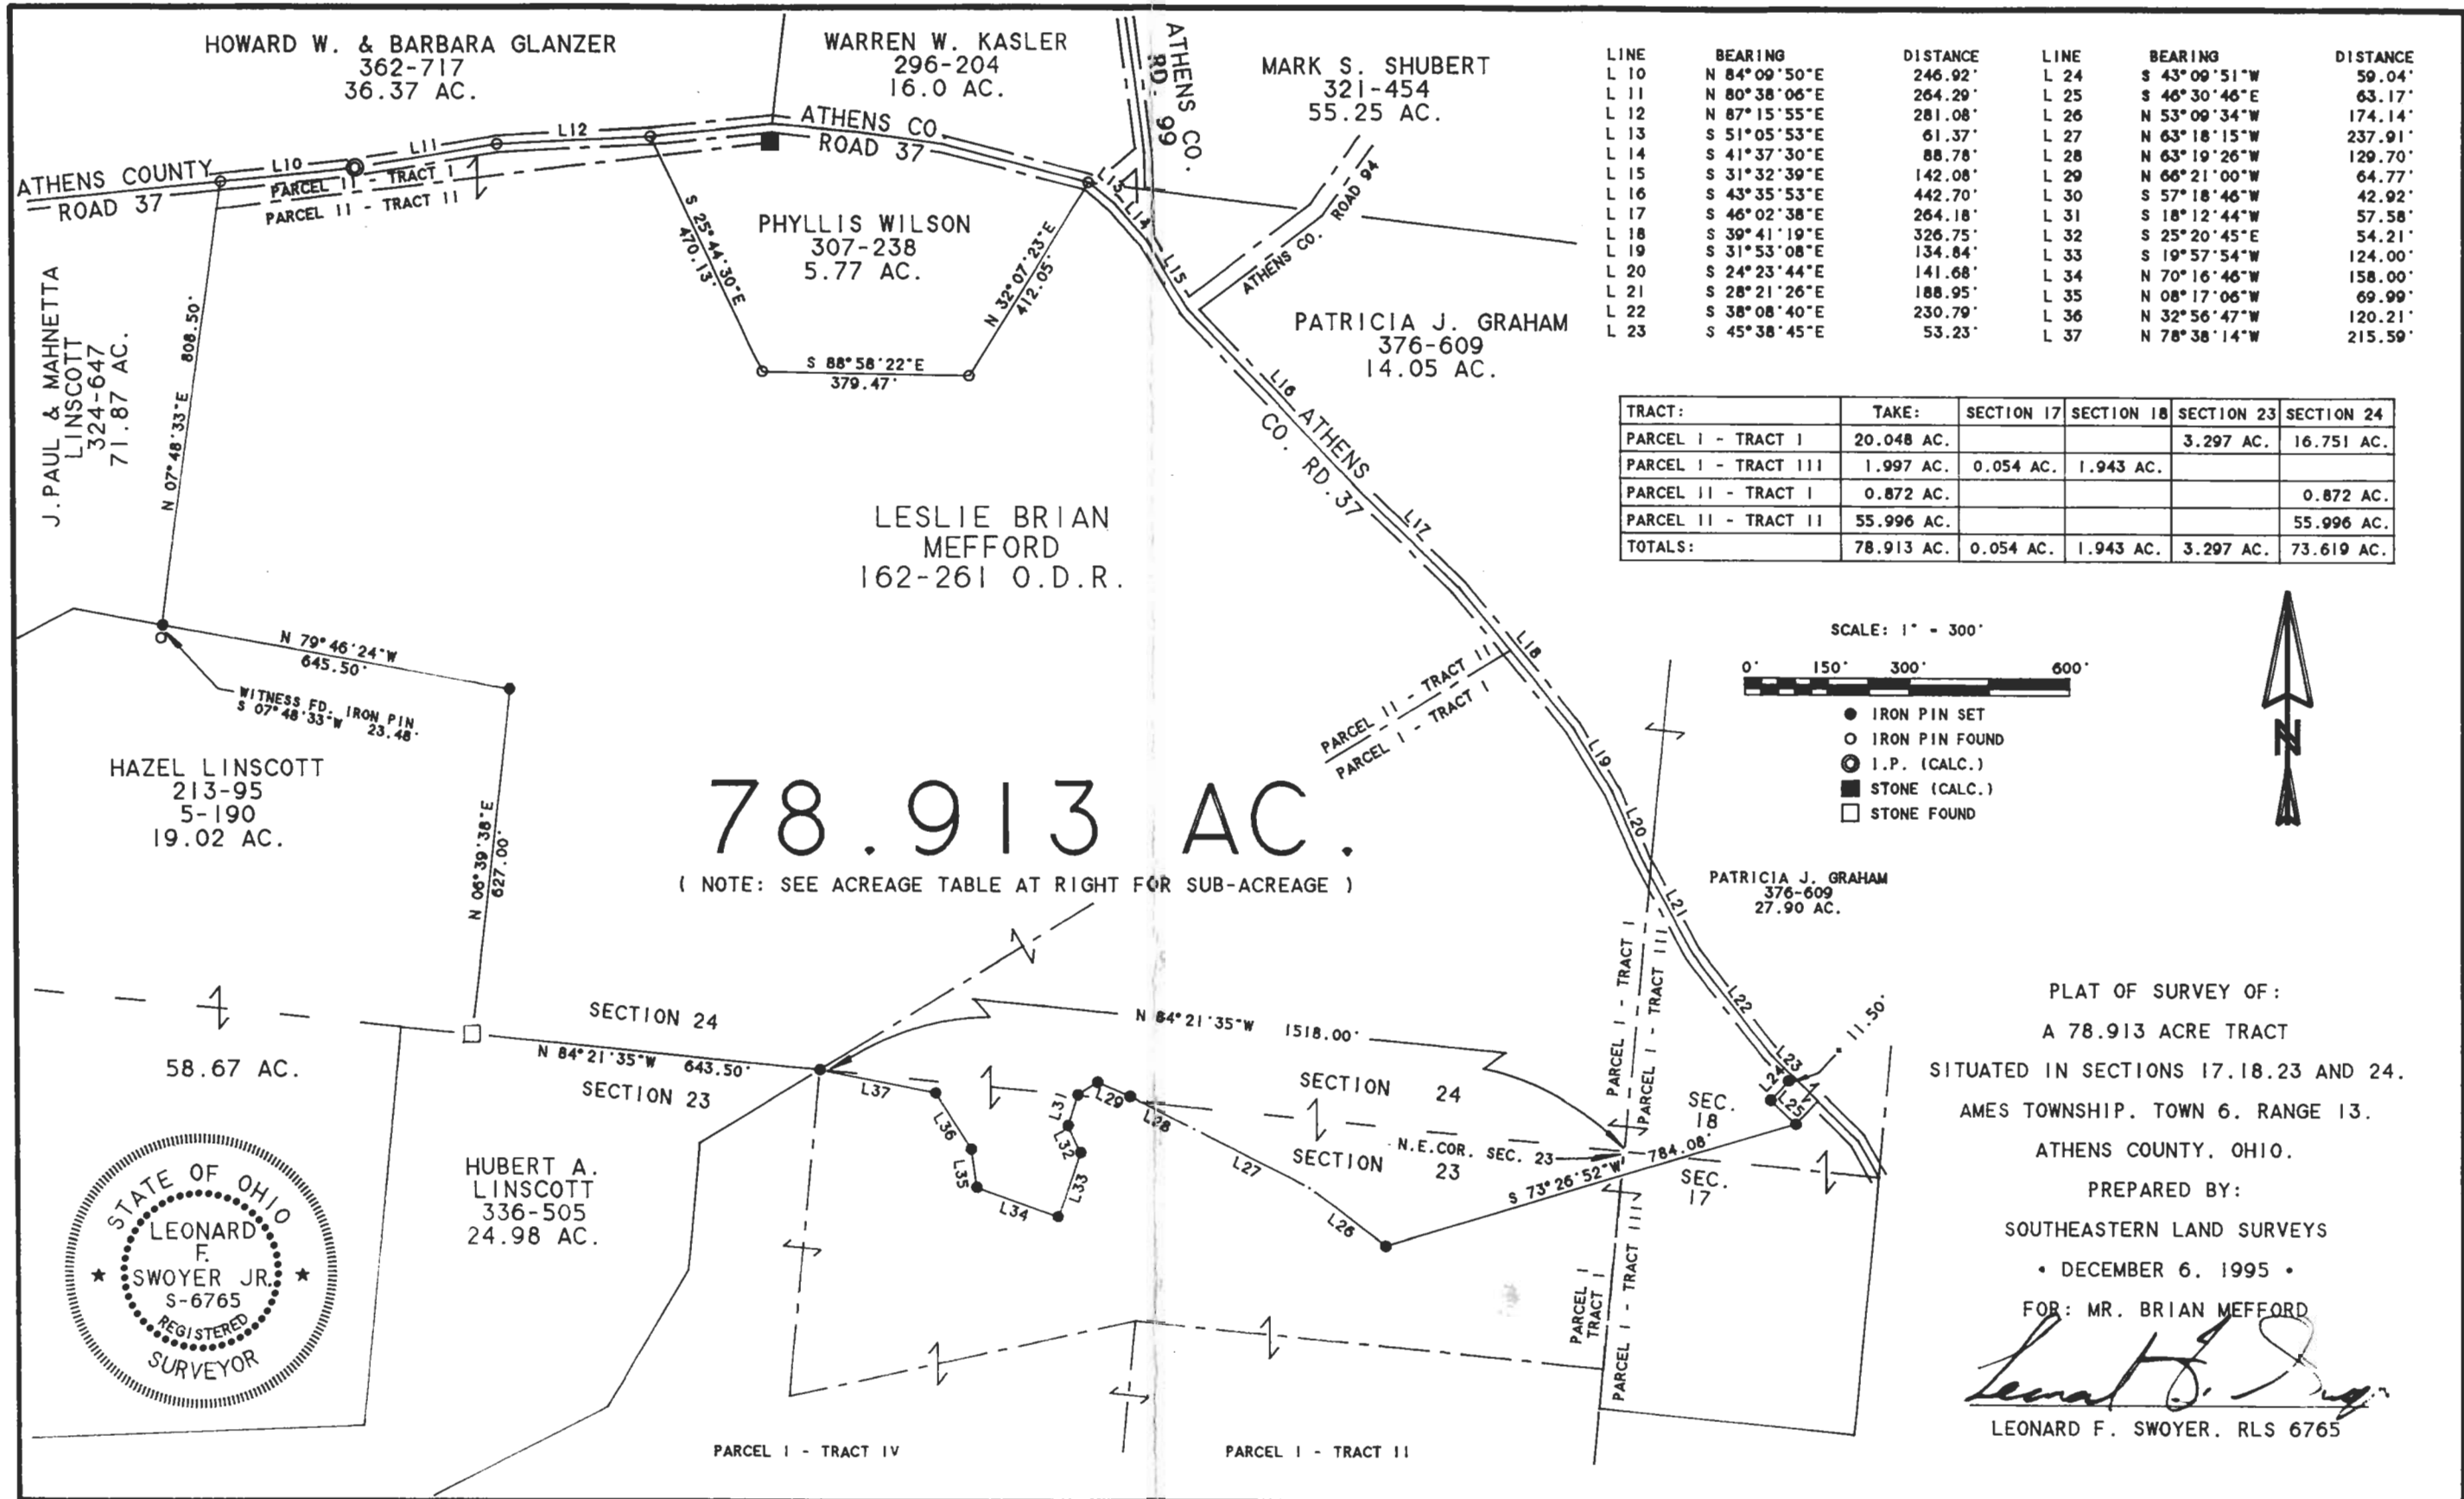 HOWARD W. & BARBARA GLANZER
362-717
36.37 AC.
WARREN W. KASLER
296-204
16.0 AC.
ATHENS CO.
RD. 99
MARK S. SHUBERT
321-454
55.25 AC.
LINE BEARING DISTANCE LINE BEARING DISTANCE
L 10 N 84°09'50"E 246.92' L 24 S 43°09'51"W 59.04'
L 11 N 80°38'06"E 264.29' L 25 S 46°30'46"E 63.17'
L 12 N 87°15'55"E 281.08' L 26 N 53°09'34"W 174.14'
L 13 S 51°05'53"E 61.37' L 27 N 63°18'15"W 237.91'
L 14 S 41°37'30"E 88.78' L 28 N 63°19'26"W 129.70'
L 15 S 31°32'39"E 142.08' L 29 N 66°21'00"W 64.77'
L 16 S 43°35'53"E 442.70' L 30 S 57°18'46"W 42.92'
L 17 S 46°02'38"E 264.18' L 31 S 18°12'44"W 57.58'
L 18 S 39°41'19"E 326.75' L 32 S 25°20'45"E 54.21'
L 19 S 31°53'08"E 134.84' L 33 S 19°57'54"W 124.00'
L 20 S 24°23'44"E 141.68' L 34 N 70°16'46"W 158.00'
L 21 S 28°21'26"E 188.95' L 35 N 08°17'06"W 69.99'
L 22 S 38°08'40"E 230.79' L 36 N 32°56'47"W 120.21'
L 23 S 45°38'45"E 53.23' L 37 N 78°38'14"W 215.59'
ATHENS COUNTY
ROAD 37
L10
L11
L12
PARCEL II - TRACT I
PARCEL II - TRACT II
ATHENS CO.
ROAD 37
L13
L14
L15
ATHENS CO. ROAD 94
J.PAUL & MAHNETTA
LINSCOTT
324-647
71.87 AC.
N 07°48'33"E 808.50'
S 25°44'30"E
470.13'
PHYLLIS WILSON
307-238
5.77 AC.
N 32°07'23"E
412.05'
S 88°58'22"E
379.47'
PATRICIA J. GRAHAM
376-609
14.05 AC.
L16
ATHENS
CO. RD. 37
L17
L18
L19
L20
L21
L22
L23
TRACT: TAKE: SECTION 17 SECTION 18 SECTION 23 SECTION 24
PARCEL I - TRACT I 20.048 AC. 3.297 AC. 16.751 AC.
PARCEL I - TRACT III 1.997 AC. 0.054 AC. 1.943 AC.
PARCEL II - TRACT I 0.872 AC. 0.872 AC.
PARCEL II - TRACT II 55.996 AC. 55.996 AC.
TOTALS: 78.913 AC. 0.054 AC. 1.943 AC. 3.297 AC. 73.619 AC.
LESLIE BRIAN
MEFFORD
162-261 O.D.R.
N 79°46'24"W
645.50'
WITNESS FD. IRON PIN
S 07°48'33"W 23.48'
PARCEL II - TRACT II
PARCEL I - TRACT I
SCALE: 1" - 300'
0' 150' 300' 600'
IRON PIN SET
IRON PIN FOUND
I.P. (CALC.)
STONE (CALC.)
STONE FOUND
N
HAZEL LINSCOTT
213-95
5-190
19.02 AC.
N 06°39'38"E
627.00'
78.913 AC.
( NOTE: SEE ACREAGE TABLE AT RIGHT FOR SUB-ACREAGE )
PATRICIA J. GRAHAM
376-609
27.90 AC.
PARCEL I - TRACT I
PARCEL I - TRACT III
58.67 AC.
SECTION 24
N 84°21'35"W 643.50'
SECTION 23
N 84°21'35"W 1518.00'
L37
L36
L35
L34
L33
L32
L31
L29
L28
L27
L26
SECTION 24
SECTION 23
N.E.COR. SEC. 23
S 73°26'52"W 784.08'
SEC.
18
SEC.
17
L24
L25
11.50'
HUBERT A.
LINSCOTT
336-505
24.98 AC.
PARCEL I
TRACT I
PARCEL I - TRACT III
PARCEL I - TRACT IV
PARCEL I - TRACT II
STATE OF OHIO
LEONARD
F.
SWOYER JR.
S-6765
REGISTERED
SURVEYOR
PLAT OF SURVEY OF:
A 78.913 ACRE TRACT
SITUATED IN SECTIONS 17.18.23 AND 24.
AMES TOWNSHIP. TOWN 6. RANGE 13.
ATHENS COUNTY. OHIO.
PREPARED BY:
SOUTHEASTERN LAND SURVEYS
• DECEMBER 6. 1995 •
FOR: MR. BRIAN MEFFORD
LEONARD F. SWOYER. RLS 6765